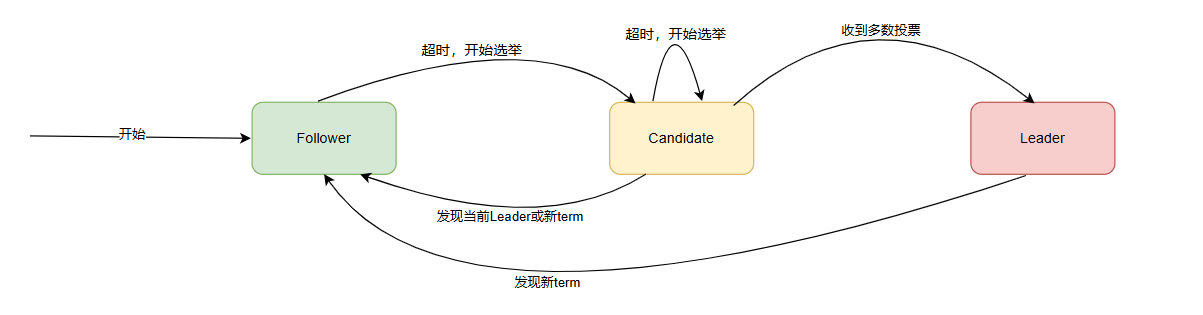 收到多数投票
超时，开始选举
超时，开始选举
开始
Follower
Candidate
Leader
发现当前Leader或新term
发现新term